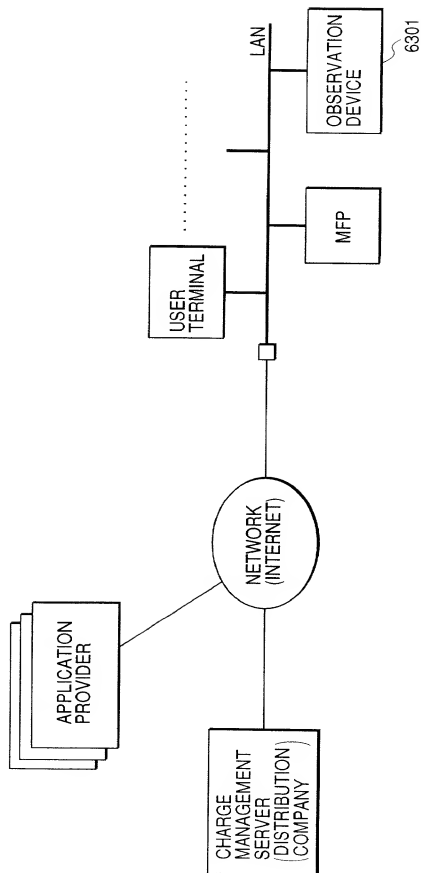 APPLICATION
PROVIDER
CHARGE
MANAGEMENT
SERVER
(DISTRIBUTION
COMPANY)
NETWORK
(INTERNET)
USER
TERMINAL
LAN
MFP
OBSERVATION
DEVICE
6301